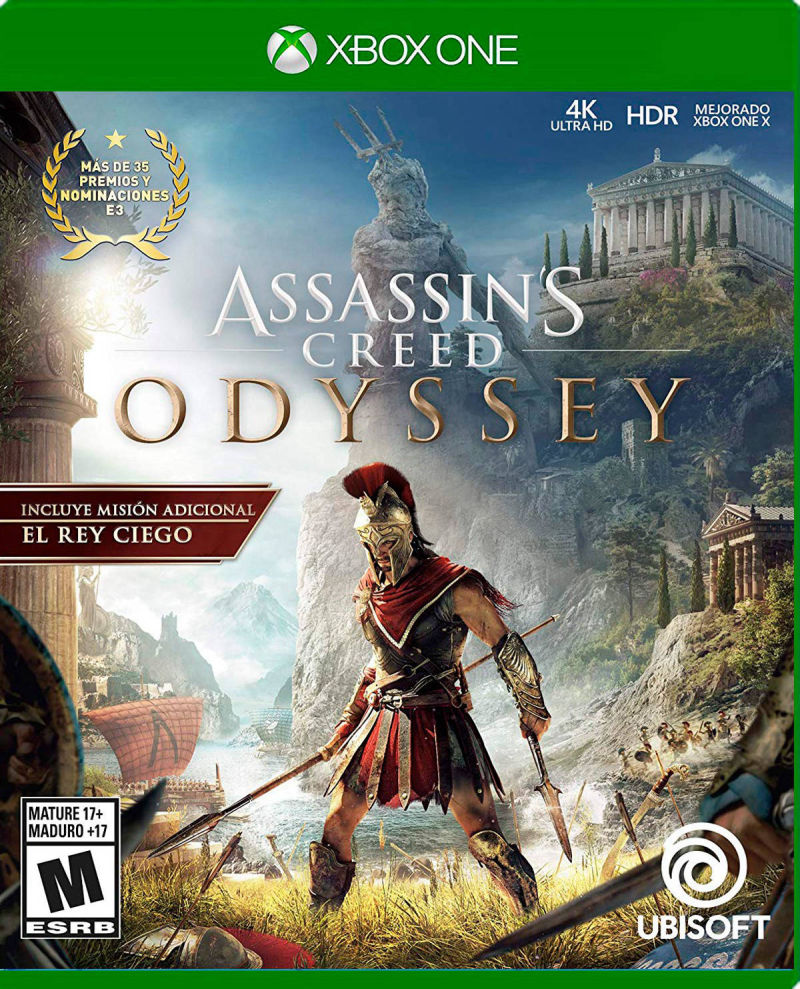 XBOX ONE
4K
ULTRA HD
HDR
MEJORADO
XBOX ONE X
MÁS DE 35
PREMIOS Y
NOMINACIONES
E3
ASSASSIN'S
CREED
ODYSSEY
INCLUYE MISIÓN ADICIONAL
EL REY CIEGO
MATURE 17+
MADURO +17
M
ESRB
UBISOFT